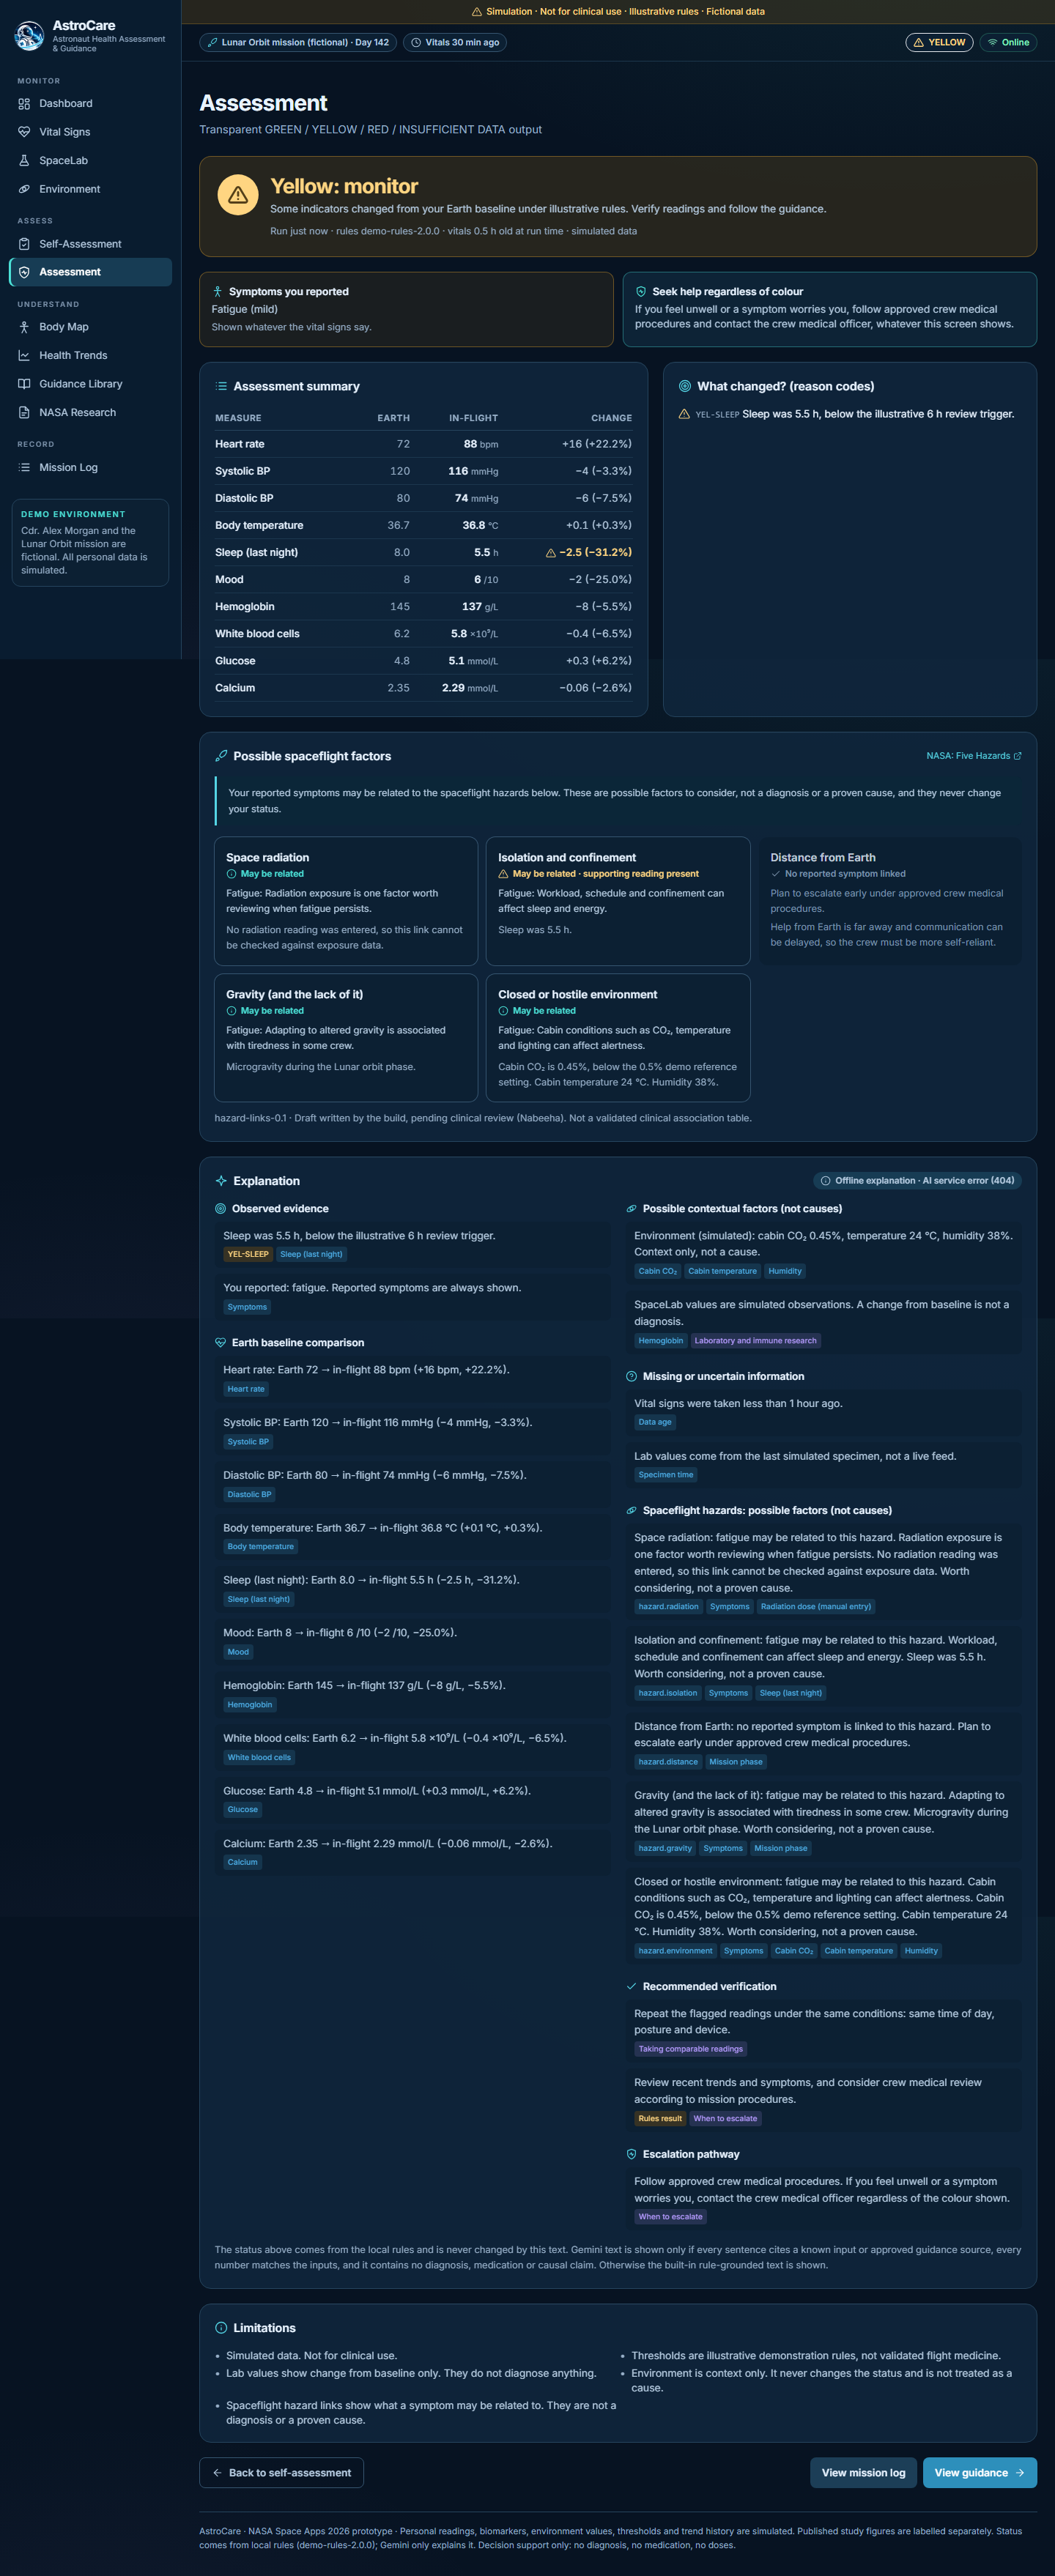 AstroCare
Astronaut Health Assessment
& Guidance
MONITOR
Dashboard
Vital Signs
SpaceLab
Environment
ASSESS
Self-Assessment
Assessment
UNDERSTAND
Body Map
Health Trends
Guidance Library
NASA Research
RECORD
Mission Log
DEMO ENVIRONMENT
Cdr. Alex Morgan and the
Lunar Orbit mission are
fictional. All personal data is
simulated.
Simulation · Not for clinical use · Illustrative rules · Fictional data
Lunar Orbit mission (fictional) · Day 142
Vitals 30 min ago
YELLOW
Online
Assessment
Transparent GREEN / YELLOW / RED / INSUFFICIENT DATA output
Yellow: monitor
Some indicators changed from your Earth baseline under illustrative rules. Verify readings and follow the guidance.
Run just now · rules demo-rules-2.0.0 · vitals 0.5 h old at run time · simulated data
Symptoms you reported
Fatigue (mild)
Shown whatever the vital signs say.
Seek help regardless of colour
If you feel unwell or a symptom worries you, follow approved crew medical
procedures and contact the crew medical officer, whatever this screen shows.
Assessment summary
MEASURE EARTH IN-FLIGHT CHANGE
Heart rate 72 88 bpm +16 (+22.2%)
Systolic BP 120 116 mmHg −4 (−3.3%)
Diastolic BP 80 74 mmHg −6 (−7.5%)
Body temperature 36.7 36.8 °C +0.1 (+0.3%)
Sleep (last night) 8.0 5.5 h −2.5 (−31.2%)
Mood 8 6 /10 −2 (−25.0%)
Hemoglobin 145 137 g/L −8 (−5.5%)
White blood cells 6.2 5.8 ×10⁹/L −0.4 (−6.5%)
Glucose 4.8 5.1 mmol/L +0.3 (+6.2%)
Calcium 2.35 2.29 mmol/L −0.06 (−2.6%)
What changed? (reason codes)
YEL-SLEEP Sleep was 5.5 h, below the illustrative 6 h review trigger.
Possible spaceflight factors
NASA: Five Hazards
Your reported symptoms may be related to the spaceflight hazards below. These are possible factors to consider, not a diagnosis or a proven cause, and they never change
your status.
Space radiation
May be related
Fatigue: Radiation exposure is one factor worth
reviewing when fatigue persists.
No radiation reading was entered, so this link cannot
be checked against exposure data.
Isolation and confinement
May be related · supporting reading present
Fatigue: Workload, schedule and confinement can
affect sleep and energy.
Sleep was 5.5 h.
Distance from Earth
No reported symptom linked
Plan to escalate early under approved crew medical
procedures.
Help from Earth is far away and communication can
be delayed, so the crew must be more self-reliant.
Gravity (and the lack of it)
May be related
Fatigue: Adapting to altered gravity is associated
with tiredness in some crew.
Microgravity during the Lunar orbit phase.
Closed or hostile environment
May be related
Fatigue: Cabin conditions such as CO₂, temperature
and lighting can affect alertness.
Cabin CO₂ is 0.45%, below the 0.5% demo reference
setting. Cabin temperature 24 °C. Humidity 38%.
hazard-links-0.1 · Draft written by the build, pending clinical review (Nabeeha). Not a validated clinical association table.
Explanation
Offline explanation · AI service error (404)
Observed evidence
Sleep was 5.5 h, below the illustrative 6 h review trigger.
YEL-SLEEP Sleep (last night)
You reported: fatigue. Reported symptoms are always shown.
Symptoms
Earth baseline comparison
Heart rate: Earth 72 → in-flight 88 bpm (+16 bpm, +22.2%).
Heart rate
Systolic BP: Earth 120 → in-flight 116 mmHg (−4 mmHg, −3.3%).
Systolic BP
Diastolic BP: Earth 80 → in-flight 74 mmHg (−6 mmHg, −7.5%).
Diastolic BP
Body temperature: Earth 36.7 → in-flight 36.8 °C (+0.1 °C, +0.3%).
Body temperature
Sleep (last night): Earth 8.0 → in-flight 5.5 h (−2.5 h, −31.2%).
Sleep (last night)
Mood: Earth 8 → in-flight 6 /10 (−2 /10, −25.0%).
Mood
Hemoglobin: Earth 145 → in-flight 137 g/L (−8 g/L, −5.5%).
Hemoglobin
White blood cells: Earth 6.2 → in-flight 5.8 ×10⁹/L (−0.4 ×10⁹/L, −6.5%).
White blood cells
Glucose: Earth 4.8 → in-flight 5.1 mmol/L (+0.3 mmol/L, +6.2%).
Glucose
Calcium: Earth 2.35 → in-flight 2.29 mmol/L (−0.06 mmol/L, −2.6%).
Calcium
Possible contextual factors (not causes)
Environment (simulated): cabin CO₂ 0.45%, temperature 24 °C, humidity 38%.
Context only, not a cause.
Cabin CO₂ Cabin temperature Humidity
SpaceLab values are simulated observations. A change from baseline is not a
diagnosis.
Hemoglobin Laboratory and immune research
Missing or uncertain information
Vital signs were taken less than 1 hour ago.
Data age
Lab values come from the last simulated specimen, not a live feed.
Specimen time
Spaceflight hazards: possible factors (not causes)
Space radiation: fatigue may be related to this hazard. Radiation exposure is
one factor worth reviewing when fatigue persists. No radiation reading was
entered, so this link cannot be checked against exposure data. Worth
considering, not a proven cause.
hazard.radiation Symptoms Radiation dose (manual entry)
Isolation and confinement: fatigue may be related to this hazard. Workload,
schedule and confinement can affect sleep and energy. Sleep was 5.5 h.
Worth considering, not a proven cause.
hazard.isolation Symptoms Sleep (last night)
Distance from Earth: no reported symptom is linked to this hazard. Plan to
escalate early under approved crew medical procedures.
hazard.distance Mission phase
Gravity (and the lack of it): fatigue may be related to this hazard. Adapting to
altered gravity is associated with tiredness in some crew. Microgravity during
the Lunar orbit phase. Worth considering, not a proven cause.
hazard.gravity Symptoms Mission phase
Closed or hostile environment: fatigue may be related to this hazard. Cabin
conditions such as CO₂, temperature and lighting can affect alertness. Cabin
CO₂ is 0.45%, below the 0.5% demo reference setting. Cabin temperature 24
°C. Humidity 38%. Worth considering, not a proven cause.
hazard.environment Symptoms Cabin CO₂ Cabin temperature Humidity
Recommended verification
Repeat the flagged readings under the same conditions: same time of day,
posture and device.
Taking comparable readings
Review recent trends and symptoms, and consider crew medical review
according to mission procedures.
Rules result When to escalate
Escalation pathway
Follow approved crew medical procedures. If you feel unwell or a symptom
worries you, contact the crew medical officer regardless of the colour shown.
When to escalate
The status above comes from the local rules and is never changed by this text. Gemini text is shown only if every sentence cites a known input or approved guidance source, every
number matches the inputs, and it contains no diagnosis, medication or causal claim. Otherwise the built-in rule-grounded text is shown.
Limitations
• Simulated data. Not for clinical use.
• Thresholds are illustrative demonstration rules, not validated flight medicine.
• Lab values show change from baseline only. They do not diagnose anything.
• Environment is context only. It never changes the status and is not treated as a
cause.
• Spaceflight hazard links show what a symptom may be related to. They are not a
diagnosis or a proven cause.
Back to self-assessment
View mission log
View guidance
AstroCare · NASA Space Apps 2026 prototype · Personal readings, biomarkers, environment values, thresholds and trend history are simulated. Published study figures are labelled separately. Status
comes from local rules (demo-rules-2.0.0); Gemini only explains it. Decision support only: no diagnosis, no medication, no doses.